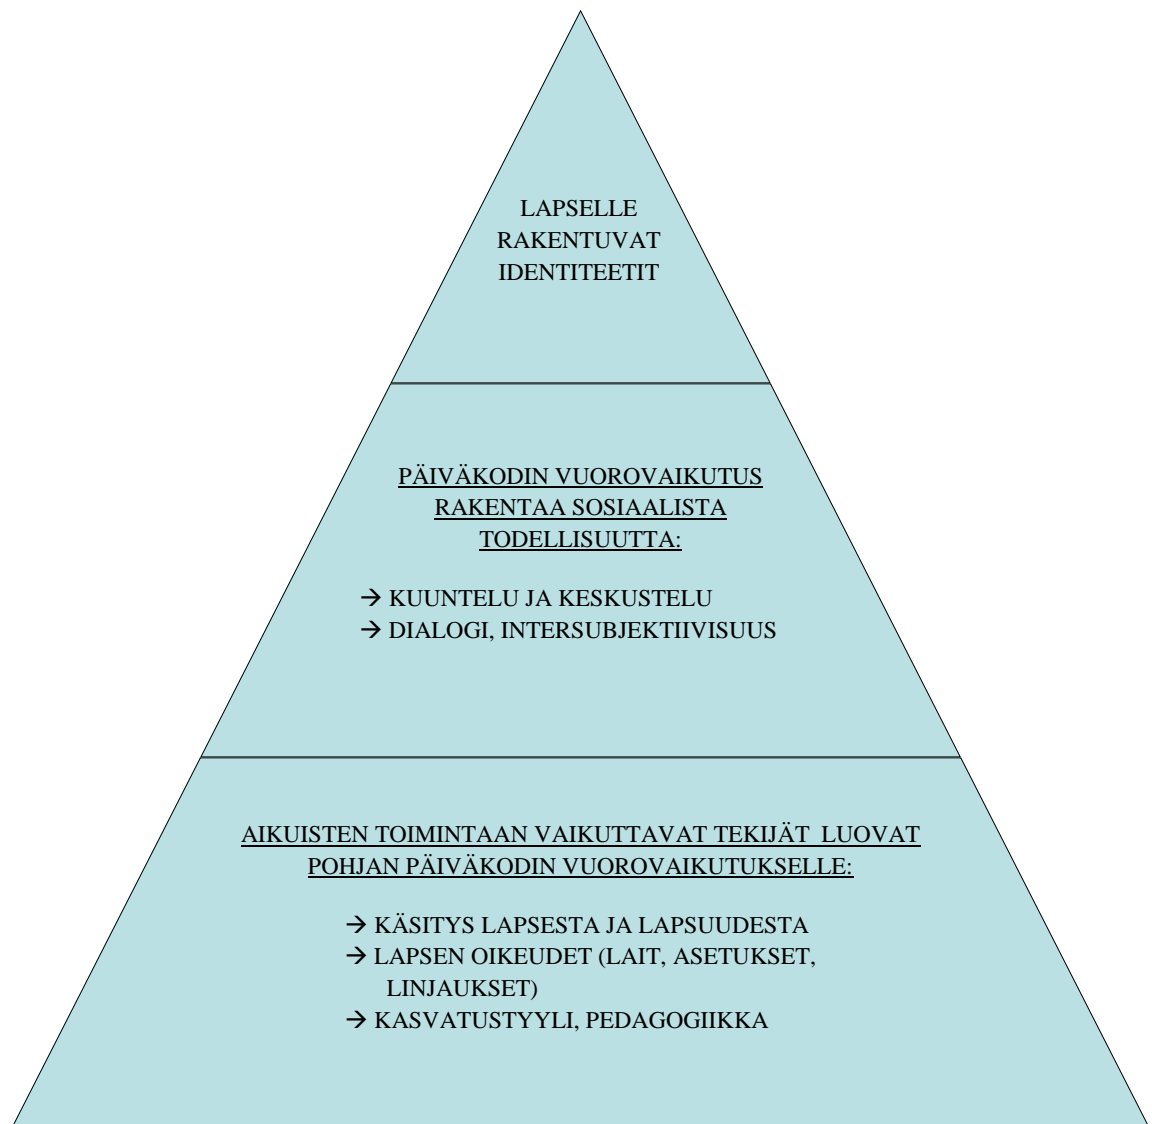 LAPSELLE
RAKENTUVAT
IDENTITEETIT
PÄIVÄKODIN VUOROVAIKUTUS
RAKENTAA SOSIAALISTA
TODELLISUUTTA:
→ KUUNTELU JA KESKUSTELU
→ DIALOGI, INTERSUBJEKTIIVISUUS
AIKUISTEN TOIMINTAAN VAIKUTTAVAT TEKIJÄT  LUOVAT
POHJAN PÄIVÄKODIN VUOROVAIKUTUKSELLE:
→ KÄSITYS LAPSESTA JA LAPSUUDESTA
→ LAPSEN OIKEUDET (LAIT, ASETUKSET,
LINJAUKSET)
→ KASVATUSTYYLI, PEDAGOGIIKKA